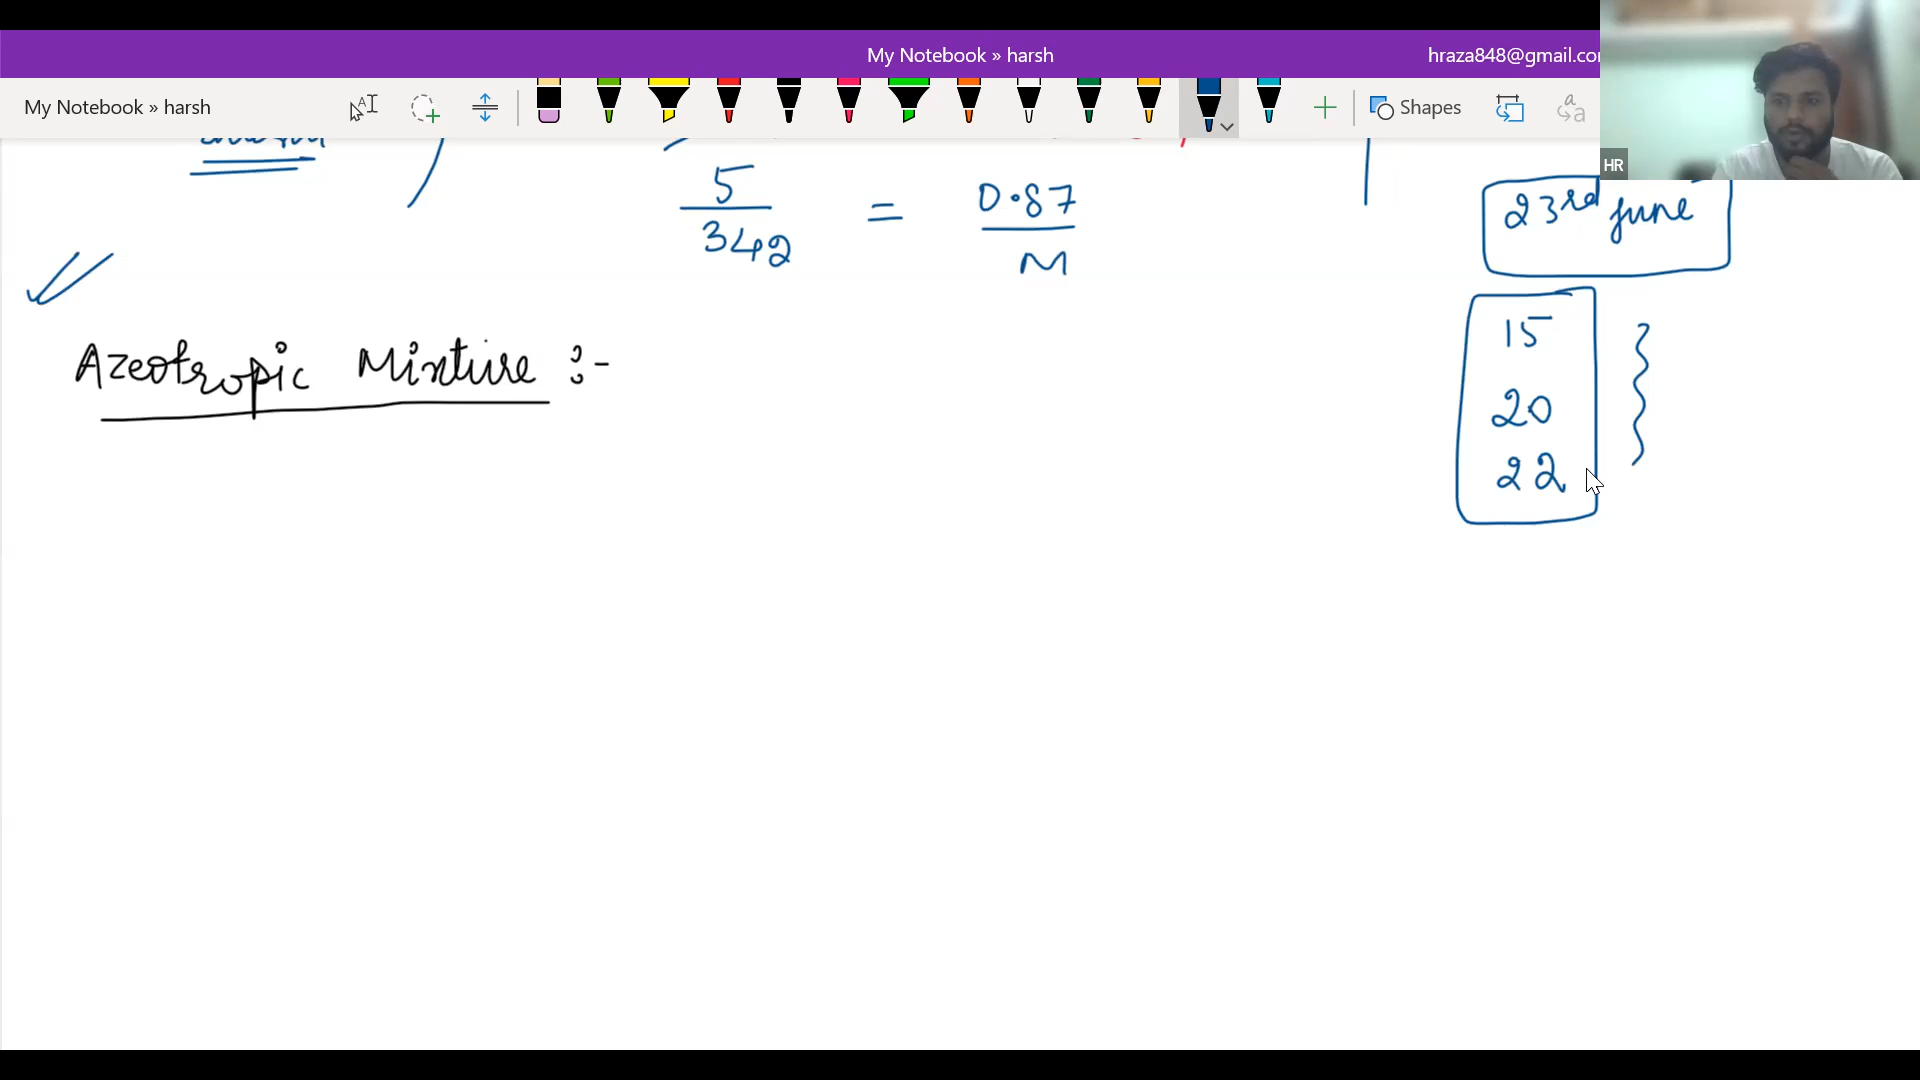 My Notebook » harsh
hraza848@gmail.co
My Notebook » harsh
Shapes
HR
5
342
=
0.87
M
23rd june
15
20
22
Azeotropic Mixture :-